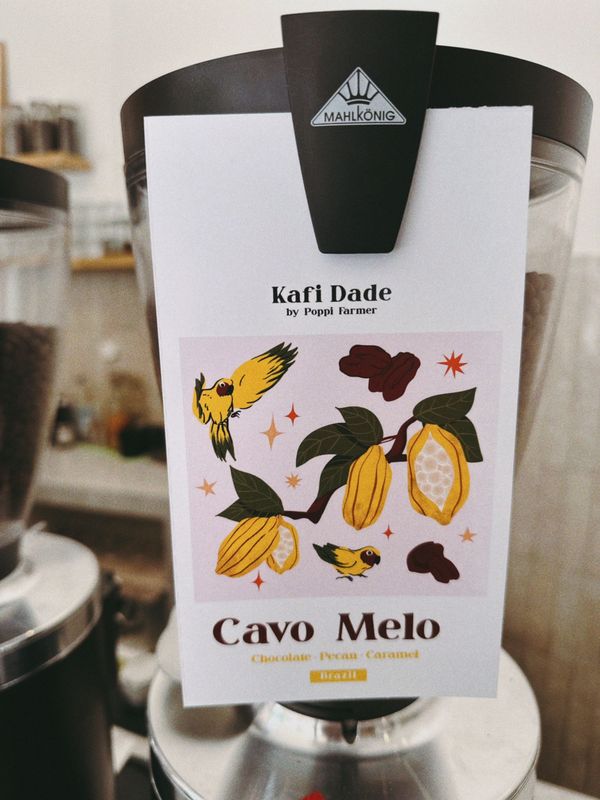 MAHLKÖNIG
Kafi Dade
by Poppi Farmer
Cavo Melo
Chocolate · Pecan · Caramel
Brazil